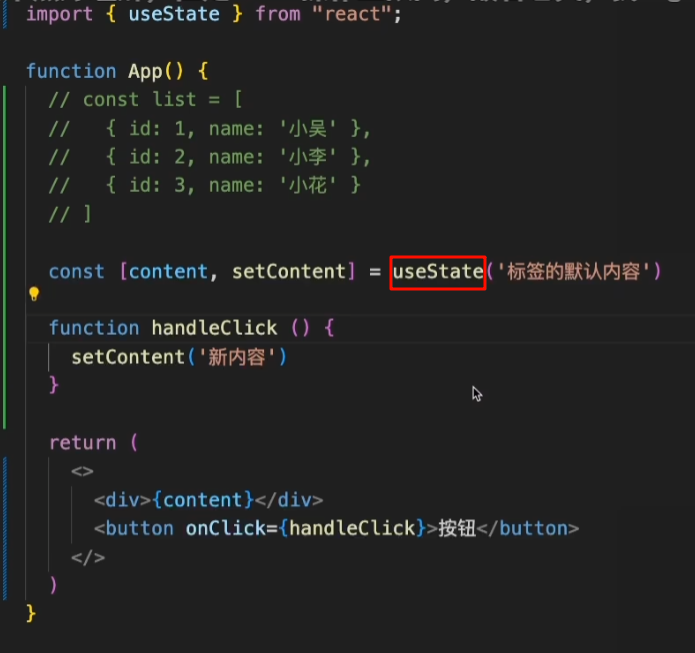 import { useState } from "react";
function App() {
// const list = [
//   { id: 1, name: '小吴' },
//   { id: 2, name: '小李' },
//   { id: 3, name: '小花' }
// ]
const [content, setContent] = useState('标签的默认内容')
function handleClick () {
setContent('新内容')
}
return (
<>
<div>{content}</div>
<button onClick={handleClick}>按钮</button>
</>
)
}